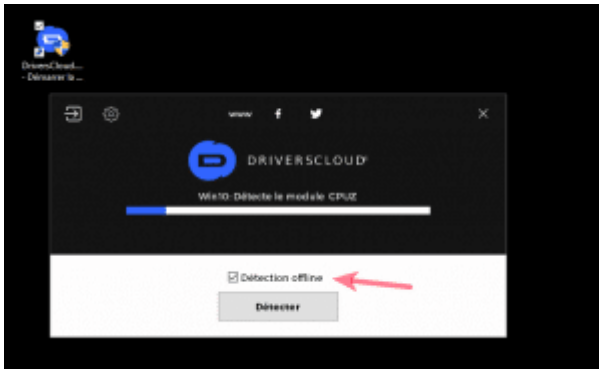 DriversCloud...
- Démarrer la ...
www f
DRIVERSCLOUD®
Win10: Détecte le module CPUZ
Détection offline
Détecter